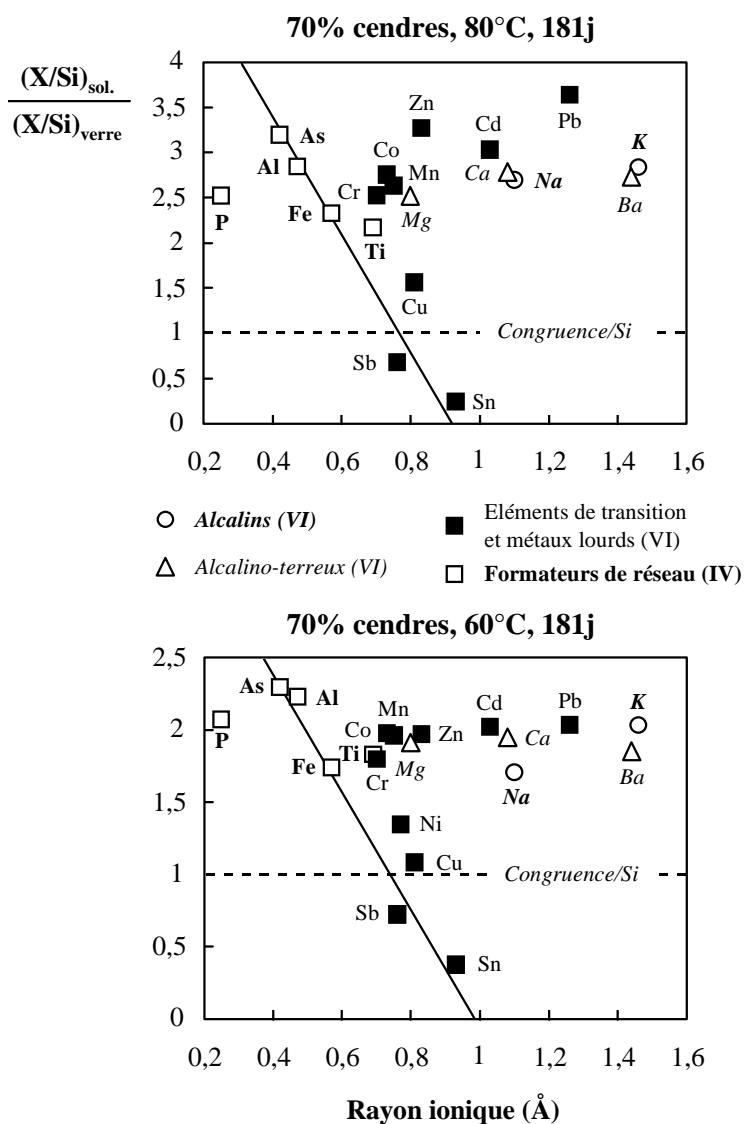 70% cendres, 80°C, 181j
(X/Si)sol.
(X/Si)verre
4
3,5
3
2,5
2
1,5
1
0,5
0
As
Al
P
Fe
Cr
Co
Zn
Mn
Mg
Ti
Cu
Sb
Sn
Cd
Ca
Na
Pb
K
Ba
Congruence/Si
0,2 0,4 0,6 0,8 1 1,2 1,4 1,6
Alcalins (VI)
Alcalino-terreux (VI)
Eléments de transition
et métaux lourds (VI)
Formateurs de réseau (IV)
70% cendres, 60°C, 181j
2,5
2
1,5
1
0,5
0
As
Al
P
Fe
Ti
Co
Mn
Cr
Mg
Zn
Ni
Cu
Sb
Sn
Cd
Ca
Na
Pb
K
Ba
Congruence/Si
0,2 0,4 0,6 0,8 1 1,2 1,4 1,6
Rayon ionique (Å)